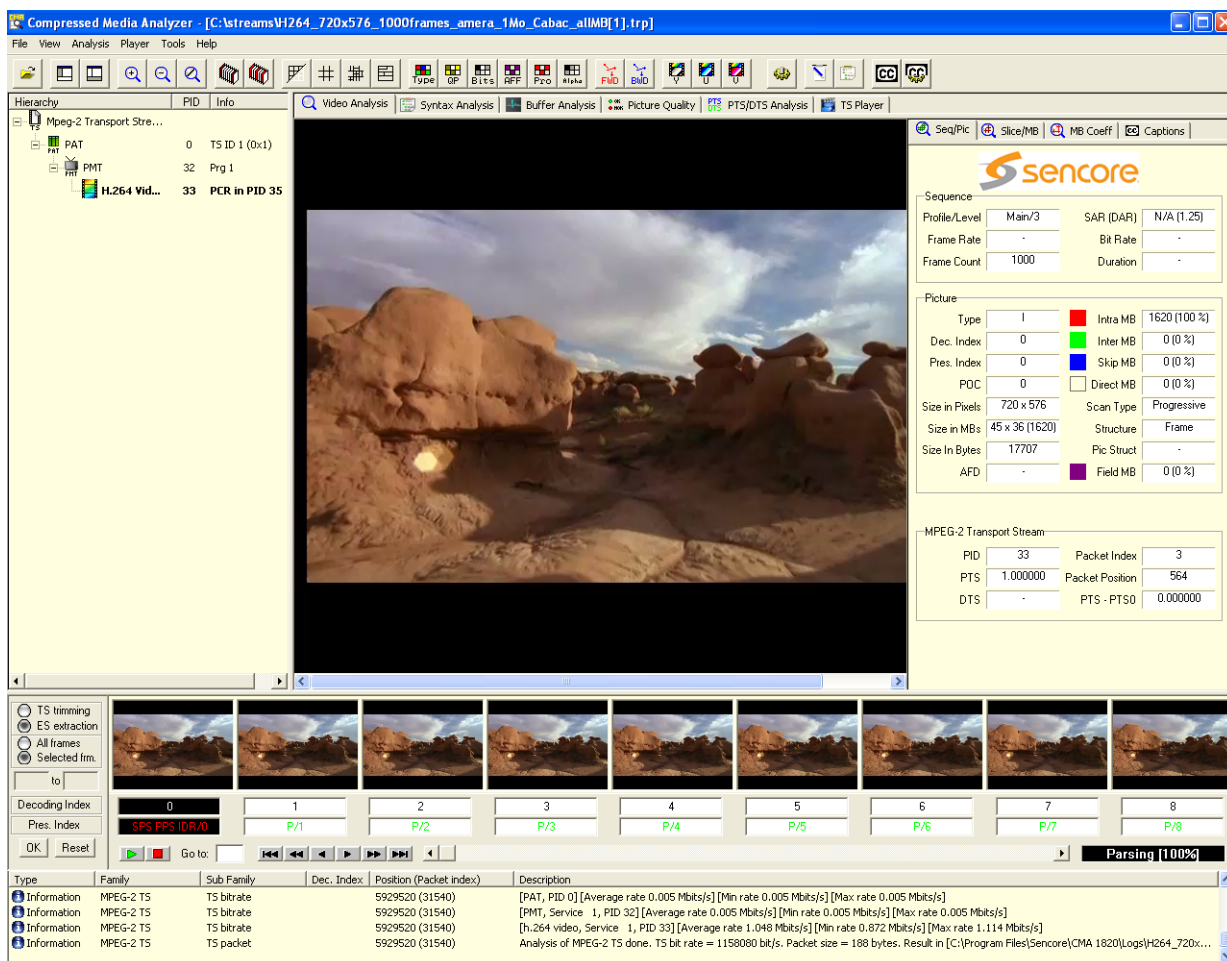 Compressed Media Analyzer - [C:\streams\H264_720x576_1000frames_amera_1Mo_Cabac_allMB[1].trp]
File View Analysis Player Tools Help
Type QP Bits AFF Pro Alpha FWD BWD Y U V CC CC
Hierarchy PID Info
Video Analysis Syntax Analysis Buffer Analysis Picture Quality PTS/DTS Analysis TS Player
TS Mpeg-2 Transport Stre...
PAT 0 TS ID 1 (0x1)
PMT 32 Prg 1
H.264 Vid... 33 PCR in PID 35
Seq/Pic Slice/MB MB Coeff Captions
sencore
Sequence
Profile/Level Main/3 SAR (DAR) N/A (1.25)
Frame Rate - Bit Rate -
Frame Count 1000 Duration -
Picture
Type I Intra MB 1620 (100 %)
Dec. Index 0 Inter MB 0 (0 %)
Pres. Index 0 Skip MB 0 (0 %)
POC 0 Direct MB 0 (0 %)
Size in Pixels 720 x 576 Scan Type Progressive
Size in MBs 45 x 36 (1620) Structure Frame
Size In Bytes 17707 Pic Struct -
AFD - Field MB 0 (0 %)
MPEG-2 Transport Stream
PID 33 Packet Index 3
PTS 1.000000 Packet Position 564
DTS - PTS - PTS0 0.000000
TS trimming
ES extraction
All frames
Selected frm.
to
Decoding Index 0 1 2 3 4 5 6 7 8
Pres. Index SPS PPS IDR/0 P/1 P/2 P/3 P/4 P/5 P/6 P/7 P/8
OK Reset Go to: Parsing [100%]
Type Family Sub Family Dec. Index Position (Packet index) Description
Information MPEG-2 TS TS bitrate 5929520 (31540) [PAT, PID 0] [Average rate 0.005 Mbits/s] [Min rate 0.005 Mbits/s] [Max rate 0.005 Mbits/s]
Information MPEG-2 TS TS bitrate 5929520 (31540) [PMT, Service 1, PID 32] [Average rate 0.005 Mbits/s] [Min rate 0.005 Mbits/s] [Max rate 0.005 Mbits/s]
Information MPEG-2 TS TS bitrate 5929520 (31540) [h.264 video, Service 1, PID 33] [Average rate 1.048 Mbits/s] [Min rate 0.872 Mbits/s] [Max rate 1.114 Mbits/s]
Information MPEG-2 TS TS packet 5929520 (31540) Analysis of MPEG-2 TS done. TS bit rate = 1158080 bit/s. Packet size = 188 bytes. Result in [C:\Program Files\Sencore\CMA 1820\Logs\H264_720x...